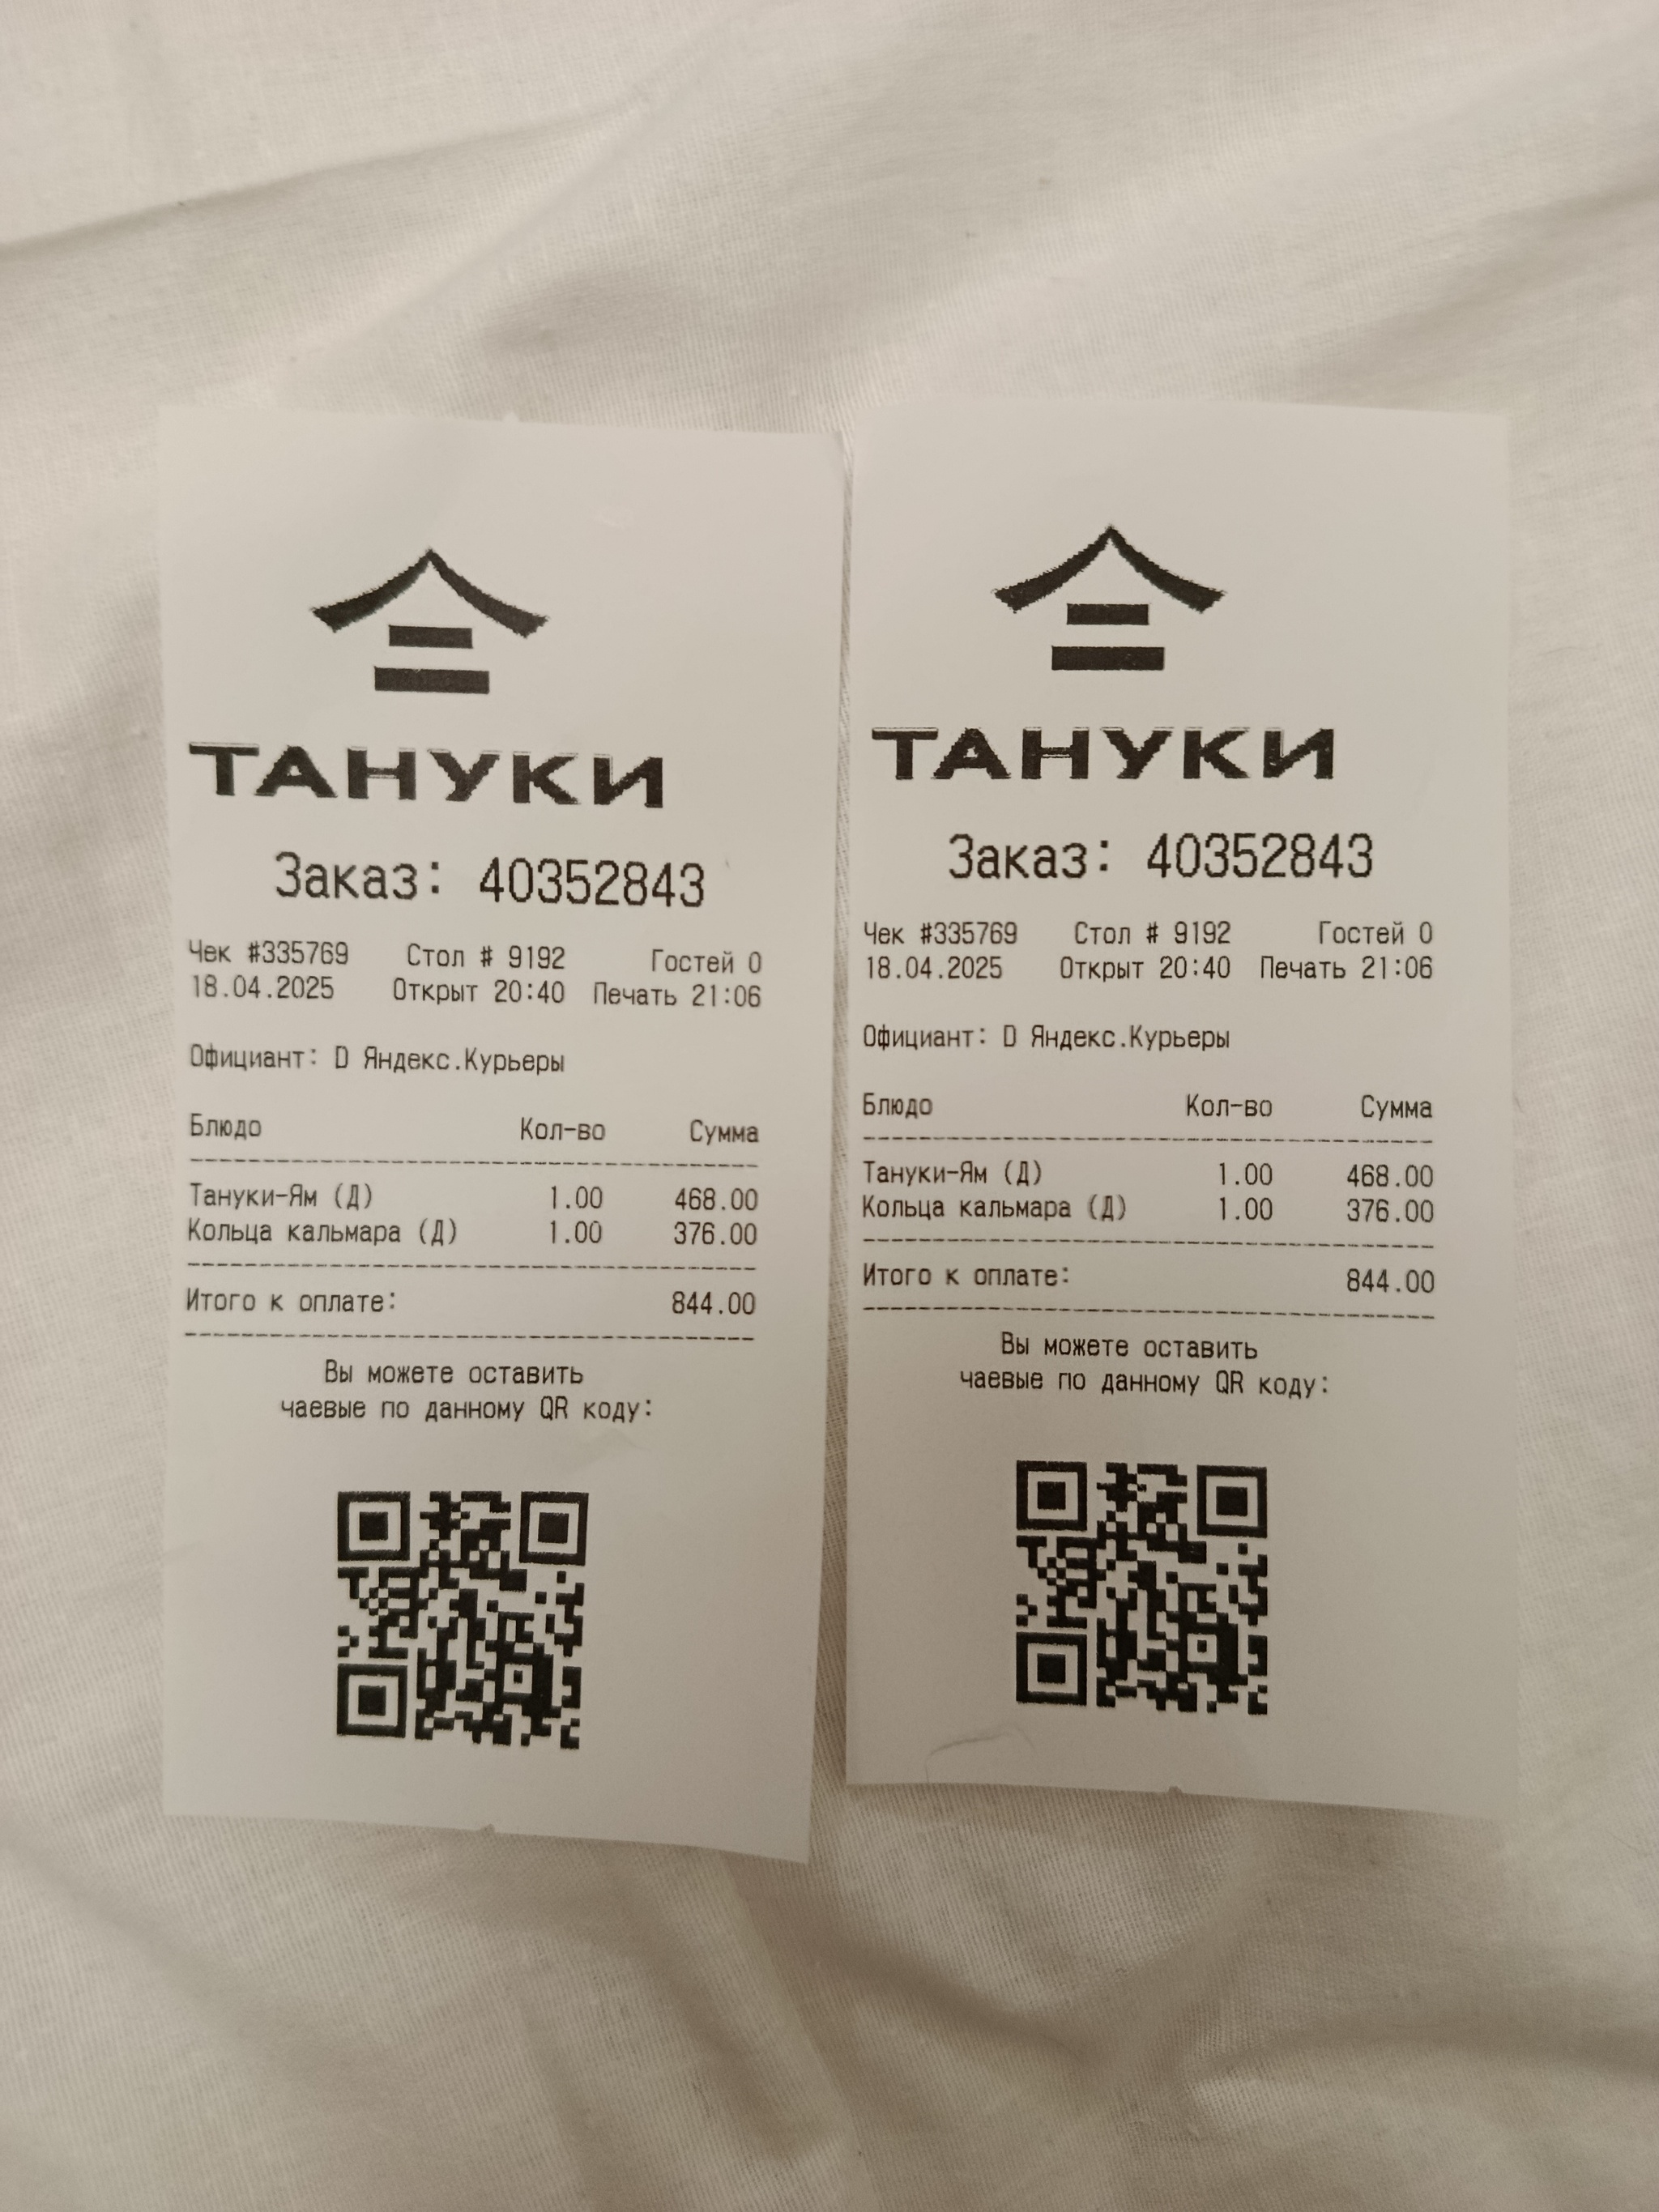 ТАНУКИ
Заказ: 40352843
Чек #335769 Стол # 9192 Гостей 0
18.04.2025 Открыт 20:40 Печать 21:06
Официант: D Яндекс.Курьеры
Блюдо Кол-во Сумма
Тануки-Ям (Д) 1.00 468.00
Кольца кальмара (Д) 1.00 376.00
Итого к оплате: 844.00
Вы можете оставить
чаевые по данному QR коду:
ТАНУКИ
Заказ: 40352843
Чек #335769 Стол # 9192 Гостей 0
18.04.2025 Открыт 20:40 Печать 21:06
Официант: D Яндекс.Курьеры
Блюдо Кол-во Сумма
Тануки-Ям (Д) 1.00 468.00
Кольца кальмара (Д) 1.00 376.00
Итого к оплате: 844.00
Вы можете оставить
чаевые по данному QR коду: